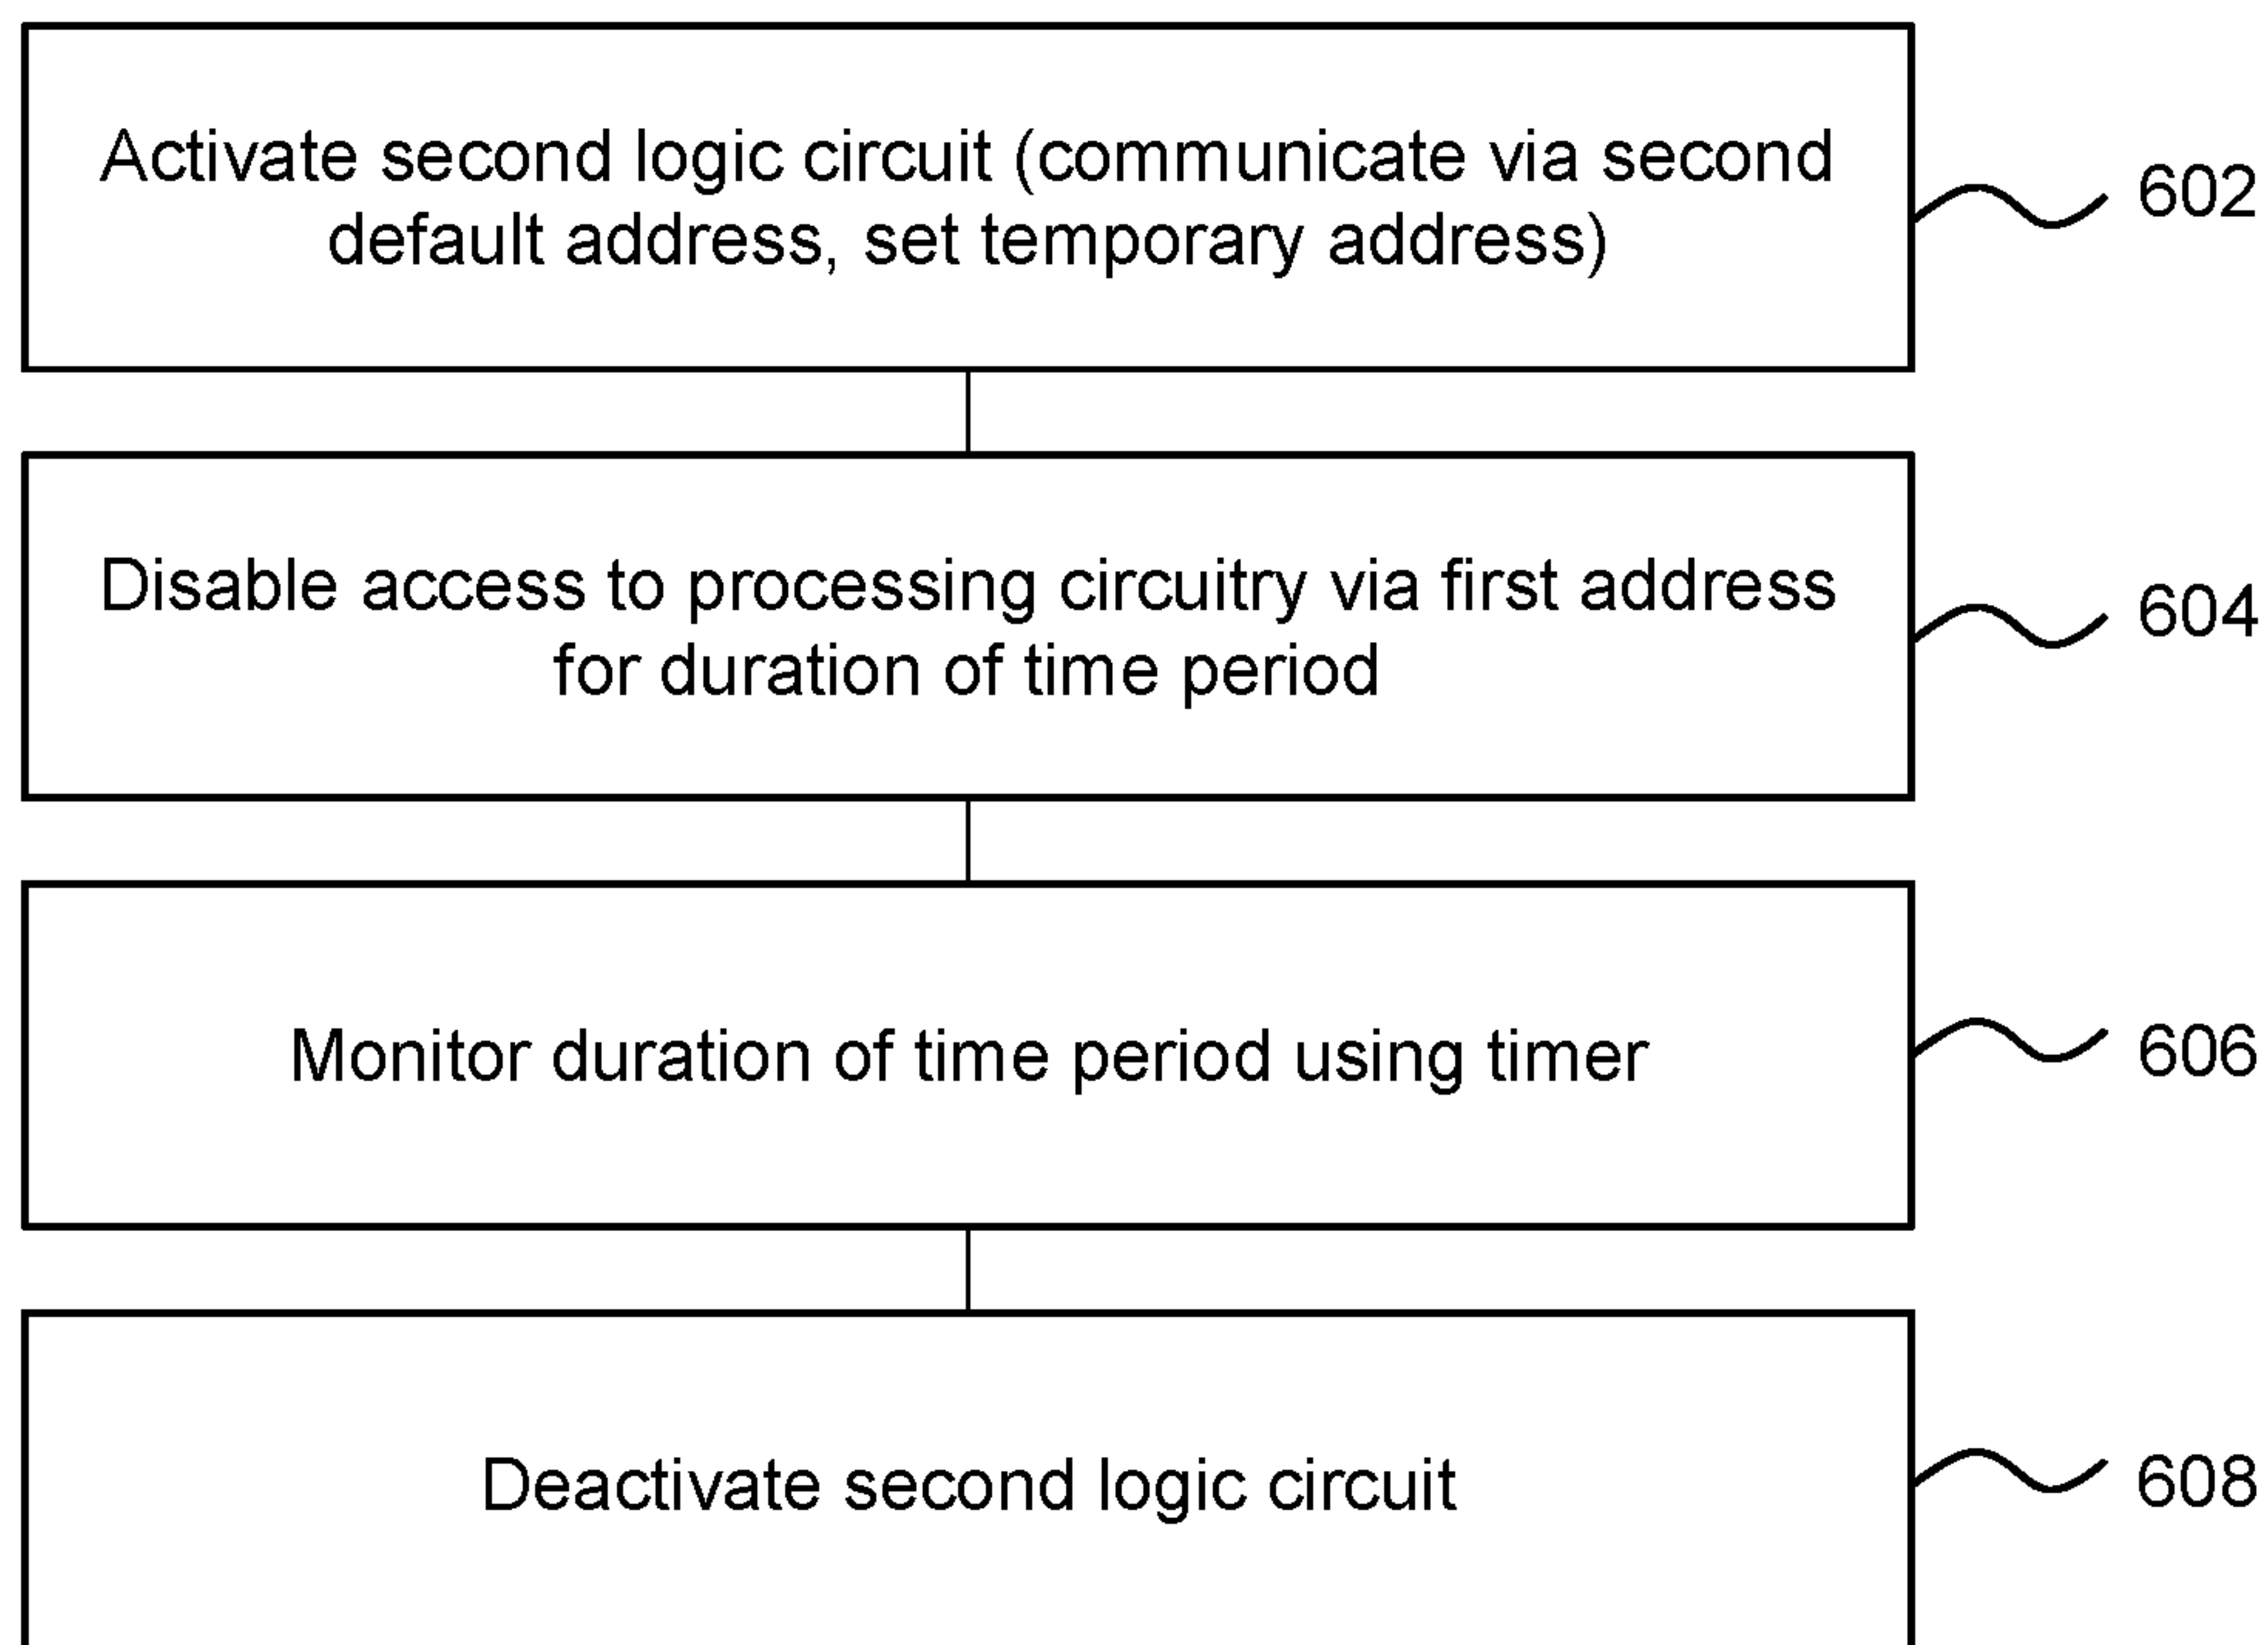 Activate second logic circuit (communicate via second
default address, set temporary address)
602
Disable access to processing circuitry via first address
for duration of time period
604
Monitor duration of time period using timer
606
Deactivate second logic circuit
608